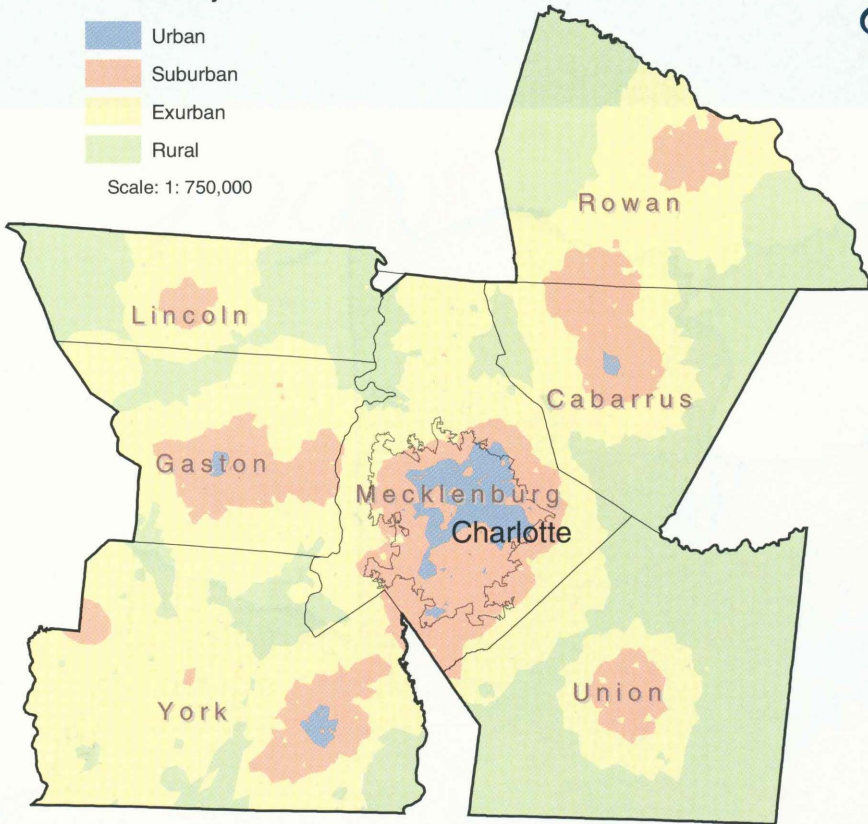 Urban
Suburban
Exurban
Rural
Scale: 1: 750,000
Rowan
Lincoln
Cabarrus
Gaston
Mecklenburg
Charlotte
York
Union